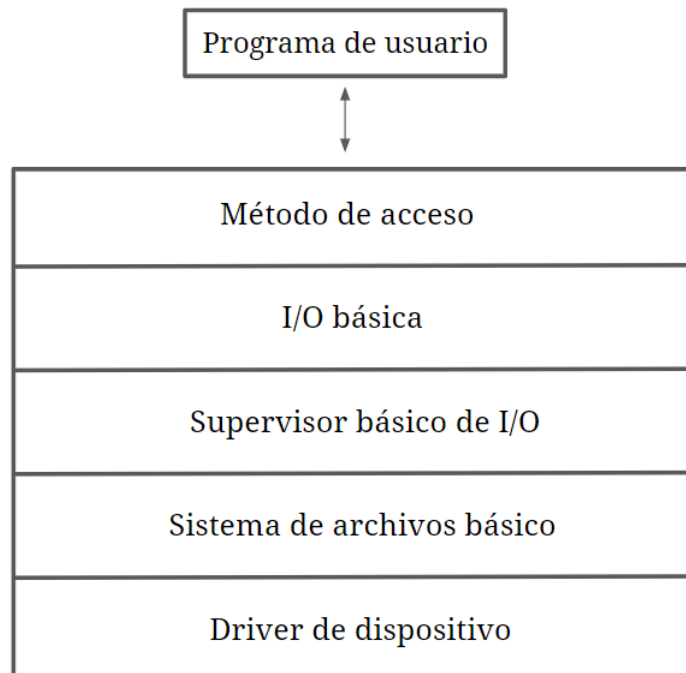 Programa de usuario
Método de acceso
I/O básica
Supervisor básico de I/O
Sistema de archivos básico
Driver de dispositivo